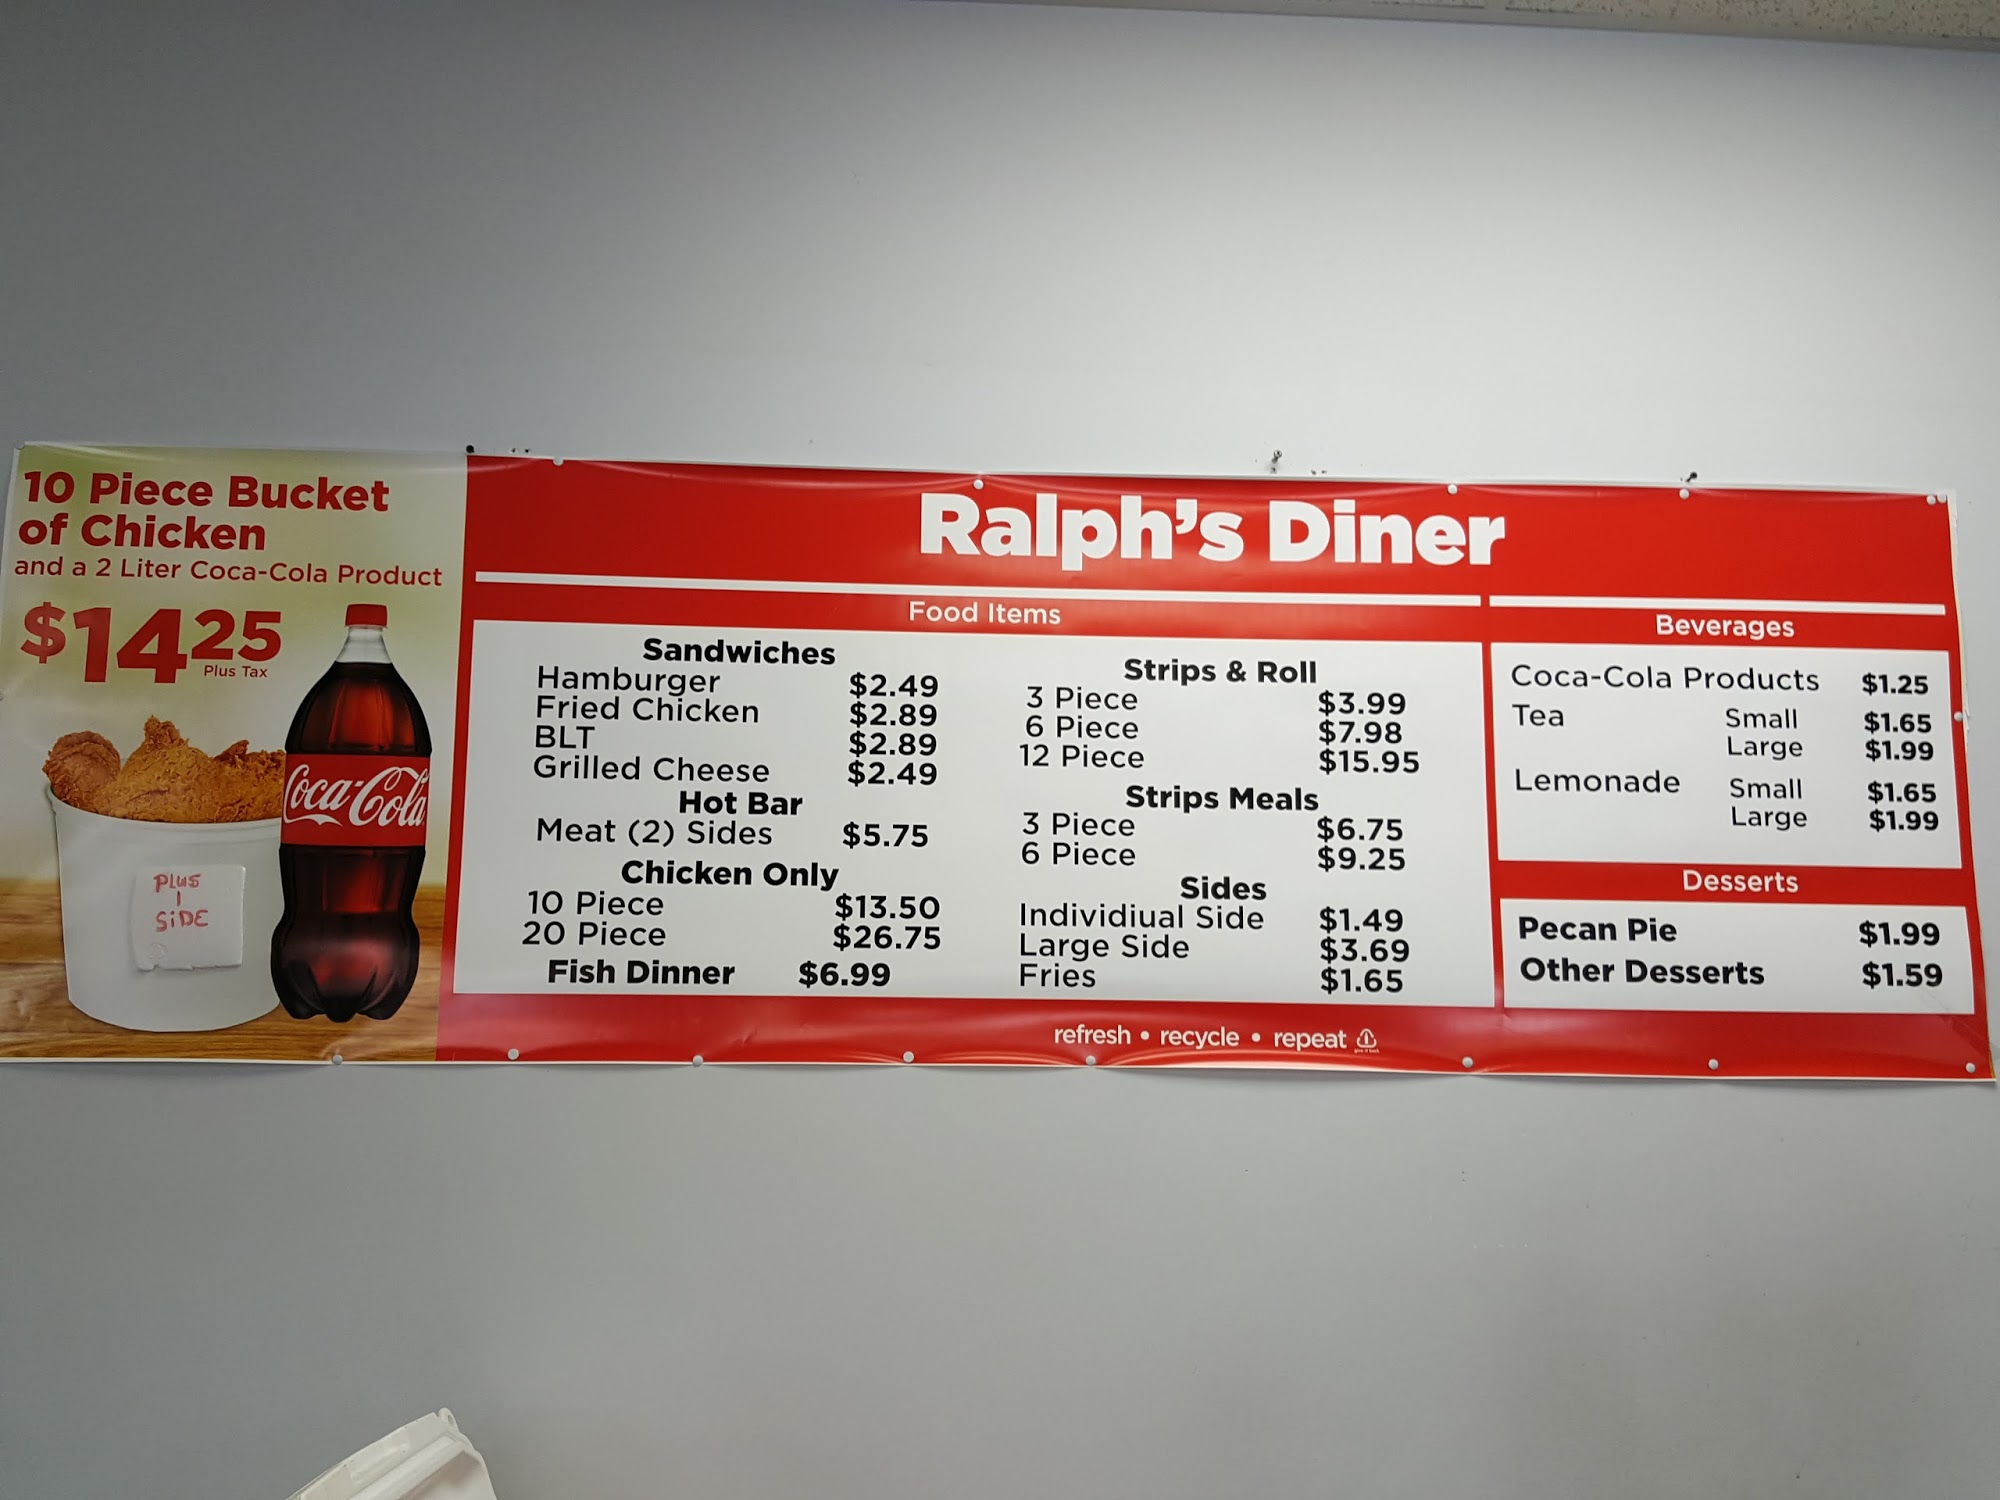 10 Piece Bucket
of Chicken
and a 2 Liter Coca-Cola Product
$14 25
Plus Tax
Coca-Cola
PLUS
1
SiDE
Ralph's Diner
Food Items
Sandwiches
Hamburger $2.49
Fried Chicken $2.89
BLT $2.89
Grilled Cheese $2.49
Hot Bar
Meat (2) Sides $5.75
Chicken Only
10 Piece $13.50
20 Piece $26.75
Fish Dinner $6.99
Strips & Roll
3 Piece $3.99
6 Piece $7.98
12 Piece $15.95
Strips Meals
3 Piece $6.75
6 Piece $9.25
Sides
Individiual Side $1.49
Large Side $3.69
Fries $1.65
Beverages
Coca-Cola Products $1.25
Tea Small $1.65
Large $1.99
Lemonade Small $1.65
Large $1.99
Desserts
Pecan Pie $1.99
Other Desserts $1.59
refresh • recycle • repeat